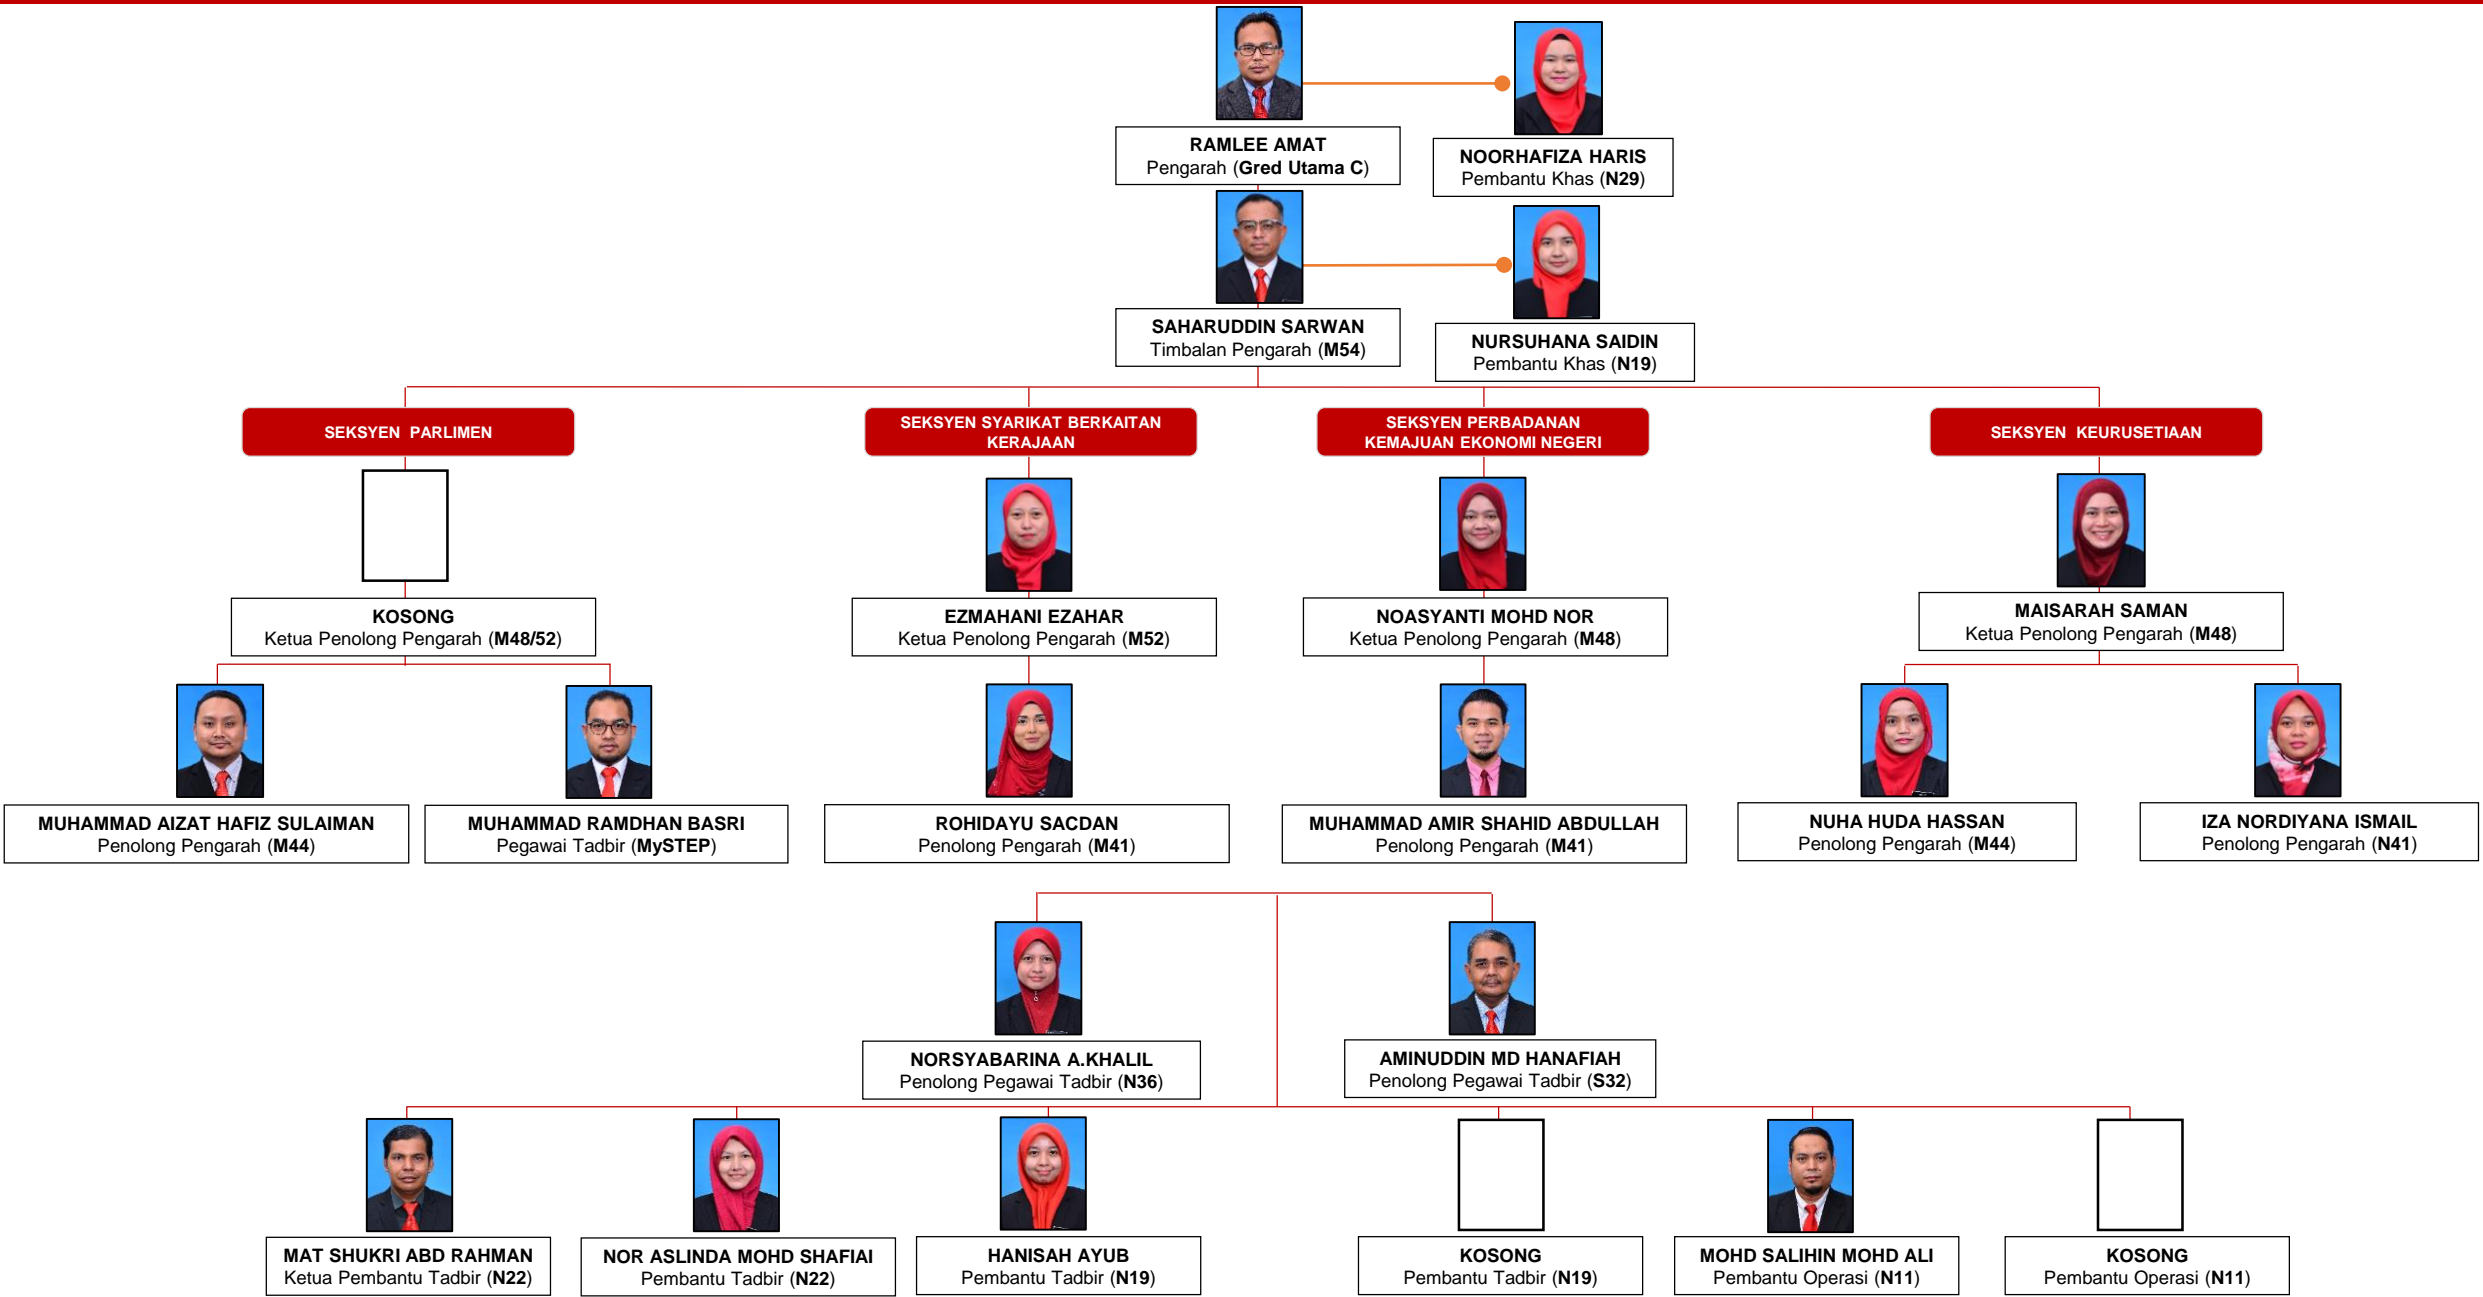 RAMLEE AMAT
Pengarah (Gred Utama C)
NOORHAFIZA HARIS
Pembantu Khas (N29)
SAHARUDDIN SARWAN
Timbalan Pengarah (M54)
NURSUHANA SAIDIN
Pembantu Khas (N19)
SEKSYEN PARLIMEN
SEKSYEN SYARIKAT BERKAITAN
KERAJAAN
SEKSYEN PERBADANAN
KEMAJUAN EKONOMI NEGERI
SEKSYEN KEURUSETIAAN
KOSONG
Ketua Penolong Pengarah (M48/52)
EZMAHANI EZAHAR
Ketua Penolong Pengarah (M52)
NOASYANTI MOHD NOR
Ketua Penolong Pengarah (M48)
MAISARAH SAMAN
Ketua Penolong Pengarah (M48)
MUHAMMAD AIZAT HAFIZ SULAIMAN
Penolong Pengarah (M44)
MUHAMMAD RAMDHAN BASRI
Pegawai Tadbir (MySTEP)
ROHIDAYU SACDAN
Penolong Pengarah (M41)
MUHAMMAD AMIR SHAHID ABDULLAH
Penolong Pengarah (M41)
NUHA HUDA HASSAN
Penolong Pengarah (M44)
IZA NORDIYANA ISMAIL
Penolong Pengarah (N41)
NORSYABARINA A.KHALIL
Penolong Pegawai Tadbir (N36)
AMINUDDIN MD HANAFIAH
Penolong Pegawai Tadbir (S32)
MAT SHUKRI ABD RAHMAN
Ketua Pembantu Tadbir (N22)
NOR ASLINDA MOHD SHAFIAI
Pembantu Tadbir (N22)
HANISAH AYUB
Pembantu Tadbir (N19)
KOSONG
Pembantu Tadbir (N19)
MOHD SALIHIN MOHD ALI
Pembantu Operasi (N11)
KOSONG
Pembantu Operasi (N11)